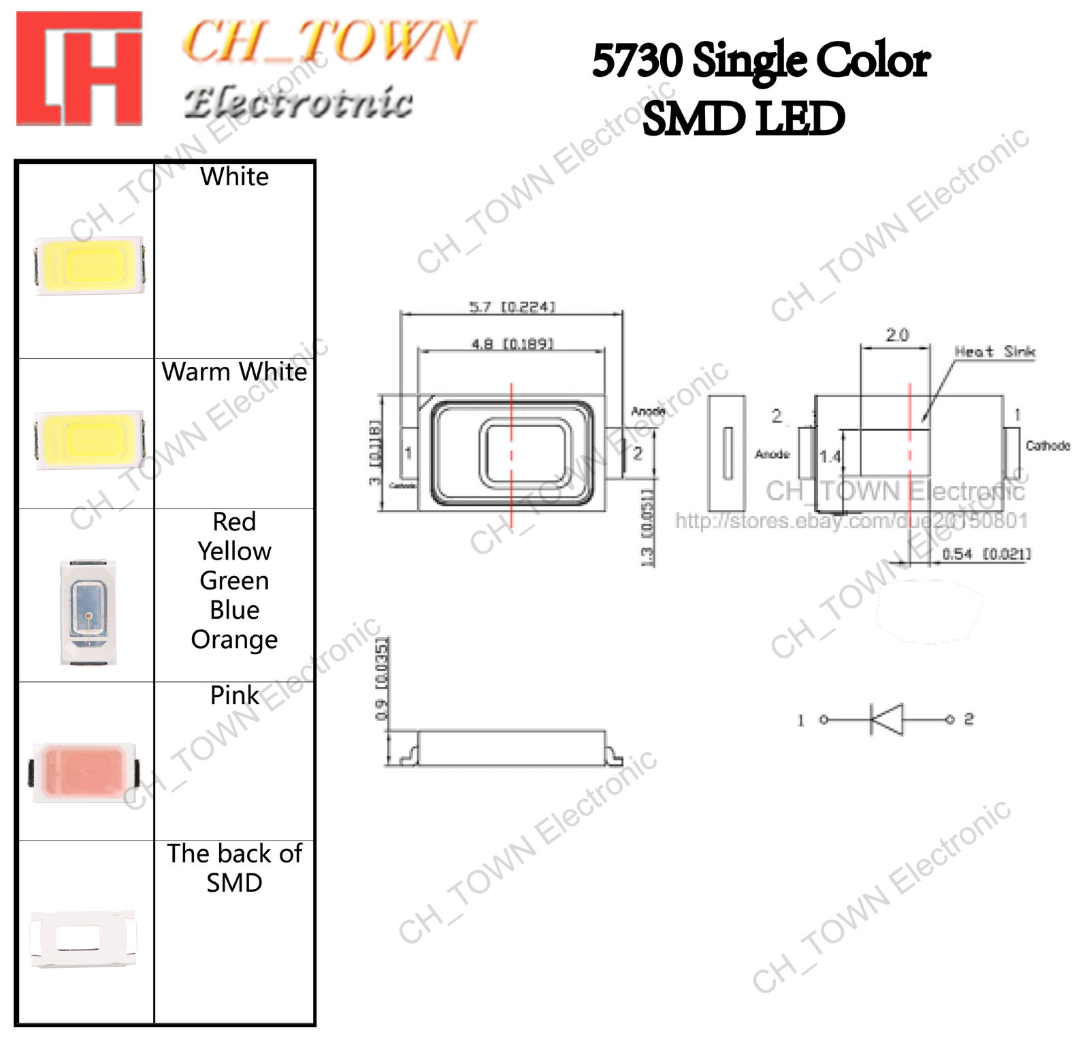 CH_TOWN
Electrotnic
5730 Single Color
SMD LED
White
Warm White
Red
Yellow
Green
Blue
Orange
Pink
The back of
SMD
5.7 [0.224]
4.8 [0.189]
3 [0.118]
1
Cathode
Anode
2
1.3 [0.051]
2.0
Heat Sink
2
Anode
1.4
1
Cathode
0.54 [0.021]
0.9 [0.035]
1
2
CH_TOWN Electronic
http://stores.ebay.com/due20150801
CH_TOWN Electronic
CH_TOWN Electronic
CH_TOWN Electronic
CH_TOWN Electronic
CH_TOWN Electronic
CH_TOWN Electronic
CH_TOWN Electronic
CH_TOWN Electronic
CH_TOWN Electronic